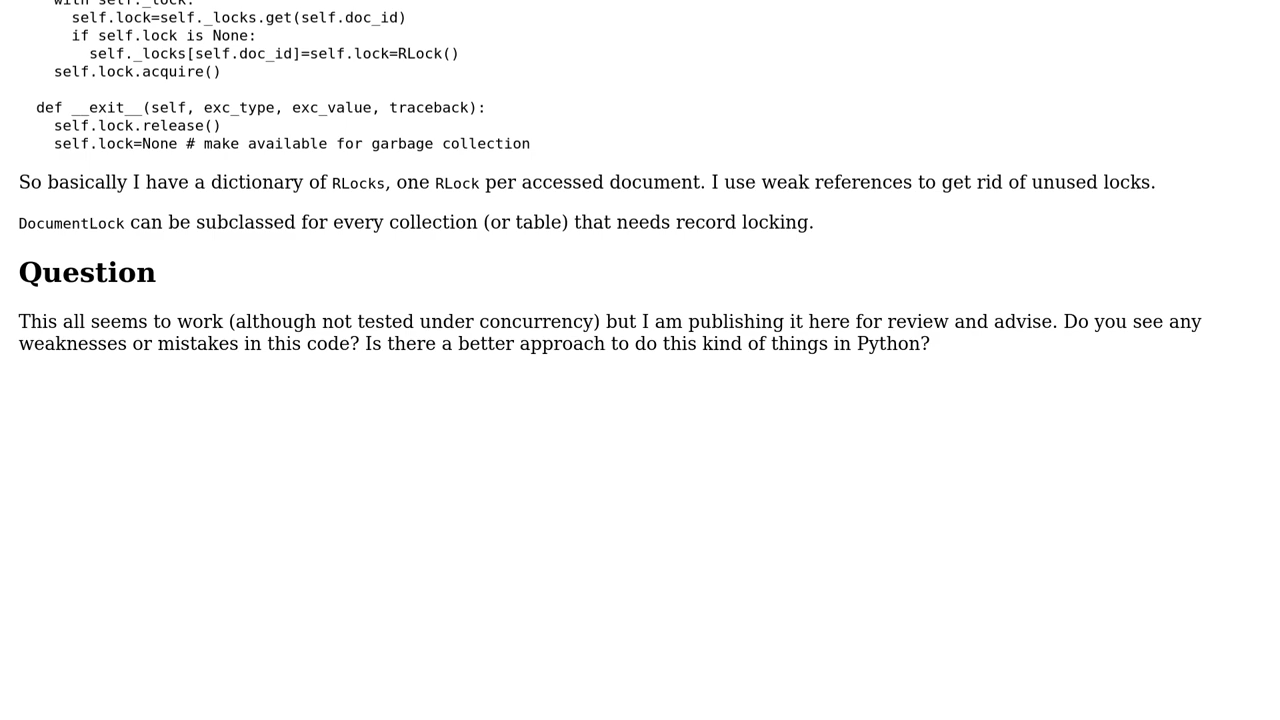 with self._lock:
self.lock=self._locks.get(self.doc_id)
if self.lock is None:
self._locks[self.doc_id]=self.lock=RLock()
self.lock.acquire()
def __exit__(self, exc_type, exc_value, traceback):
self.lock.release()
self.lock=None # make available for garbage collection
So basically I have a dictionary of RLocks, one RLock per accessed document. I use weak references to get rid of unused locks.
DocumentLock can be subclassed for every collection (or table) that needs record locking.
Question
This all seems to work (although not tested under concurrency) but I am publishing it here for review and advise. Do you see any
weaknesses or mistakes in this code? Is there a better approach to do this kind of things in Python?